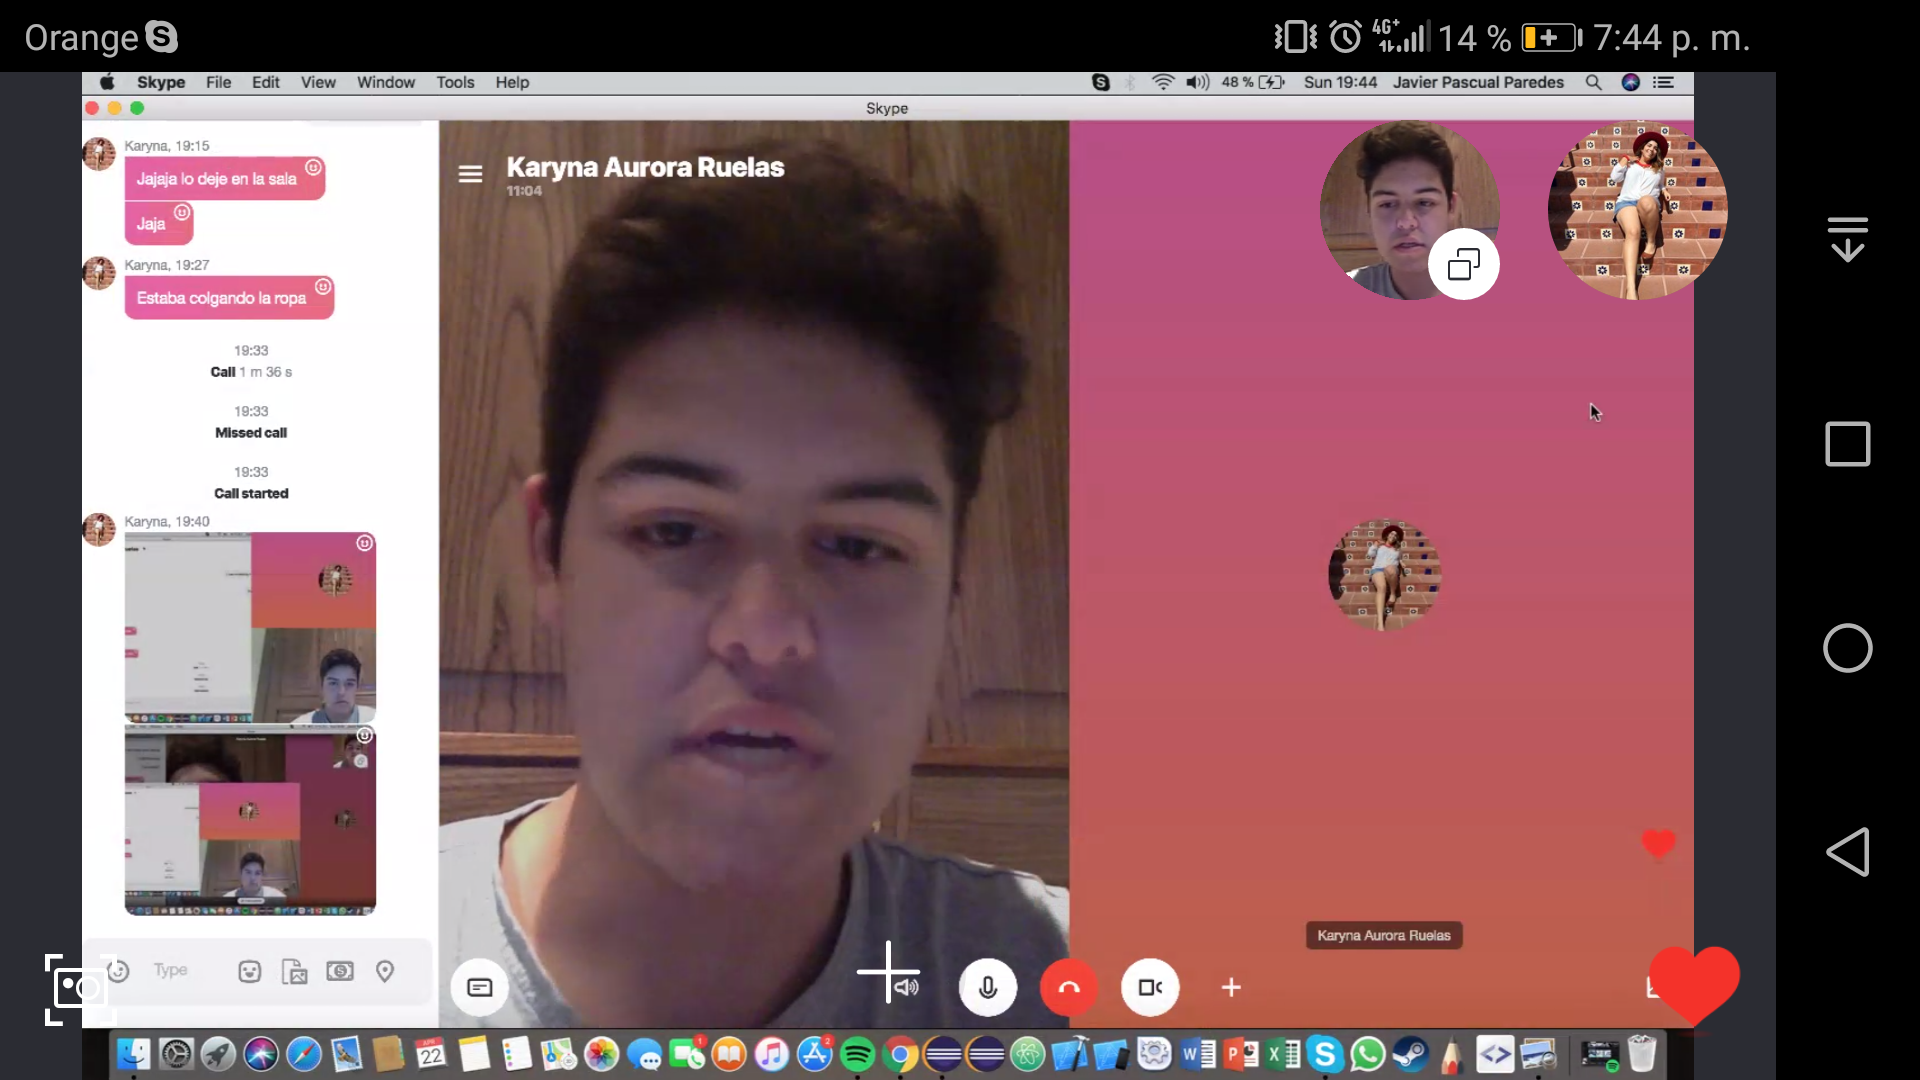 Orange
4G+ 14 % 7:44 p. m.
Skype File Edit View Window Tools Help
48 % Sun 19:44 Javier Pascual Paredes
Skype
Karyna, 19:15
Jajaja lo deje en la sala
Jaja
Karyna, 19:27
Estaba colgando la ropa
19:33
Call 1 m 36 s
19:33
Missed call
19:33
Call started
Karyna, 19:40
Type
Karyna Aurora Ruelas
11:04
Karyna Aurora Ruelas
APR
22